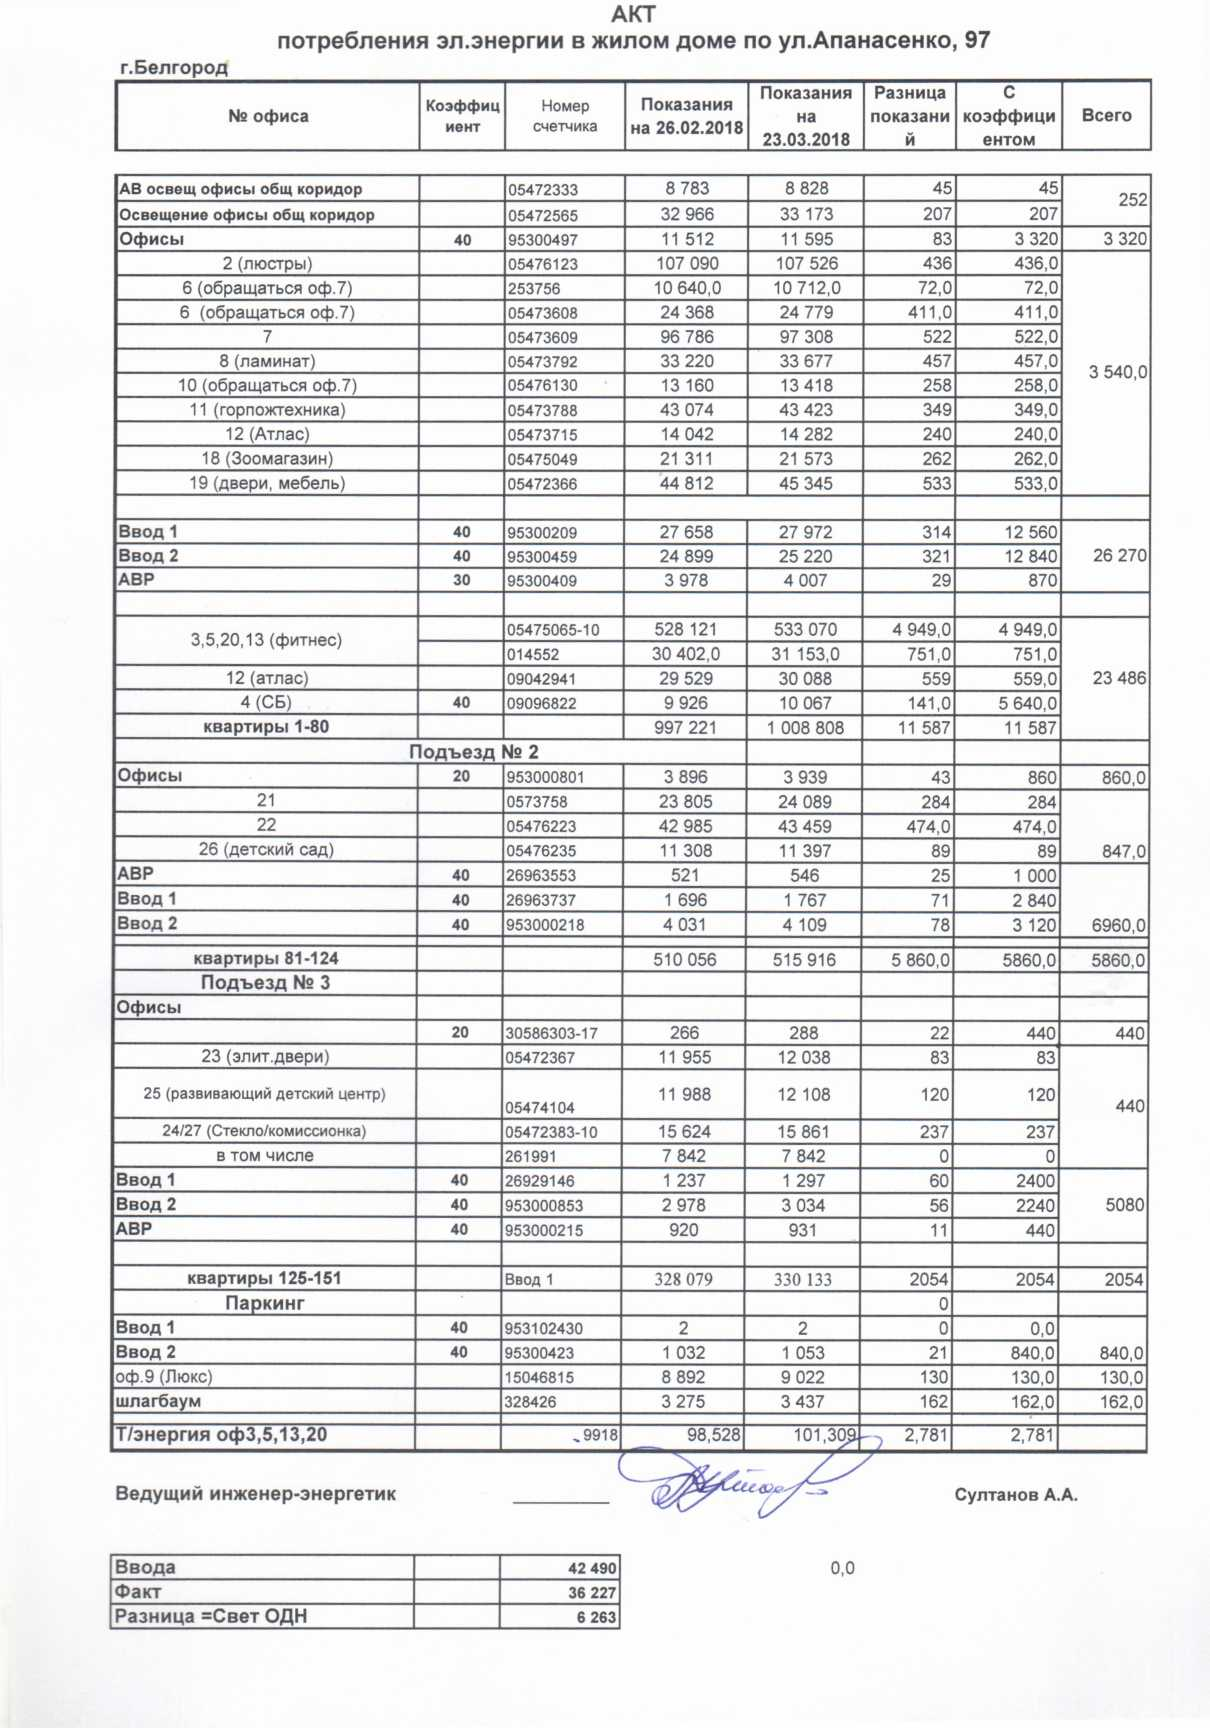 АКТ
потребления эл.энергии в жилом доме по ул.Апанасенко, 97
г.Белгород
№ офиса Коэффициент Номер счетчика Показания на 26.02.2018 Показания на 23.03.2018 Разница показаний С коэффициентом Всего
АВ освещ офисы общ коридор 05472333 8 783 8 828 45 45 252
Освещение офисы общ коридор 05472565 32 966 33 173 207 207
Офисы 40 95300497 11 512 11 595 83 3 320 3 320
2 (люстры) 05476123 107 090 107 526 436 436,0
6 (обращаться оф.7) 253756 10 640,0 10 712,0 72,0 72,0
6 (обращаться оф.7) 05473608 24 368 24 779 411,0 411,0
7 05473609 96 786 97 308 522 522,0
8 (ламинат) 05473792 33 220 33 677 457 457,0 3 540,0
10 (обращаться оф.7) 05476130 13 160 13 418 258 258,0
11 (горпожтехника) 05473788 43 074 43 423 349 349,0
12 (Атлас) 05473715 14 042 14 282 240 240,0
18 (Зоомагазин) 05475049 21 311 21 573 262 262,0
19 (двери, мебель) 05472366 44 812 45 345 533 533,0
Ввод 1 40 95300209 27 658 27 972 314 12 560
Ввод 2 40 95300459 24 899 25 220 321 12 840 26 270
АВР 30 95300409 3 978 4 007 29 870
3,5,20,13 (фитнес) 05475065-10 528 121 533 070 4 949,0 4 949,0
014552 30 402,0 31 153,0 751,0 751,0
12 (атлас) 09042941 29 529 30 088 559 559,0 23 486
4 (СБ) 40 09096822 9 926 10 067 141,0 5 640,0
квартиры 1-80 997 221 1 008 808 11 587 11 587
Подъезд № 2
Офисы 20 953000801 3 896 3 939 43 860 860,0
21 0573758 23 805 24 089 284 284
22 05476223 42 985 43 459 474,0 474,0
26 (детский сад) 05476235 11 308 11 397 89 89 847,0
АВР 40 26963553 521 546 25 1 000
Ввод 1 40 26963737 1 696 1 767 71 2 840
Ввод 2 40 953000218 4 031 4 109 78 3 120 6960,0
квартиры 81-124 510 056 515 916 5 860,0 5860,0 5860,0
Подъезд № 3
Офисы
20 30586303-17 266 288 22 440 440
23 (элит.двери) 05472367 11 955 12 038 83 83
25 (развивающий детский центр) 05474104 11 988 12 108 120 120 440
24/27 (Стекло/комиссионка) 05472383-10 15 624 15 861 237 237
в том числе 261991 7 842 7 842 0 0
Ввод 1 40 26929146 1 237 1 297 60 2400
Ввод 2 40 953000853 2 978 3 034 56 2240 5080
АВР 40 953000215 920 931 11 440
квартиры 125-151 Ввод 1 328 079 330 133 2054 2054 2054
Паркинг 0
Ввод 1 40 953102430 2 2 0 0,0
Ввод 2 40 95300423 1 032 1 053 21 840,0 840,0
оф.9 (Люкс) 15046815 8 892 9 022 130 130,0 130,0
шлагбаум 328426 3 275 3 437 162 162,0 162,0
Т/энергия оф3,5,13,20 9918 98,528 101,309 2,781 2,781
Ведущий инженер-энергетик Султанов А.А.
Ввода 42 490 0,0
Факт 36 227
Разница =Свет ОДН 6 263